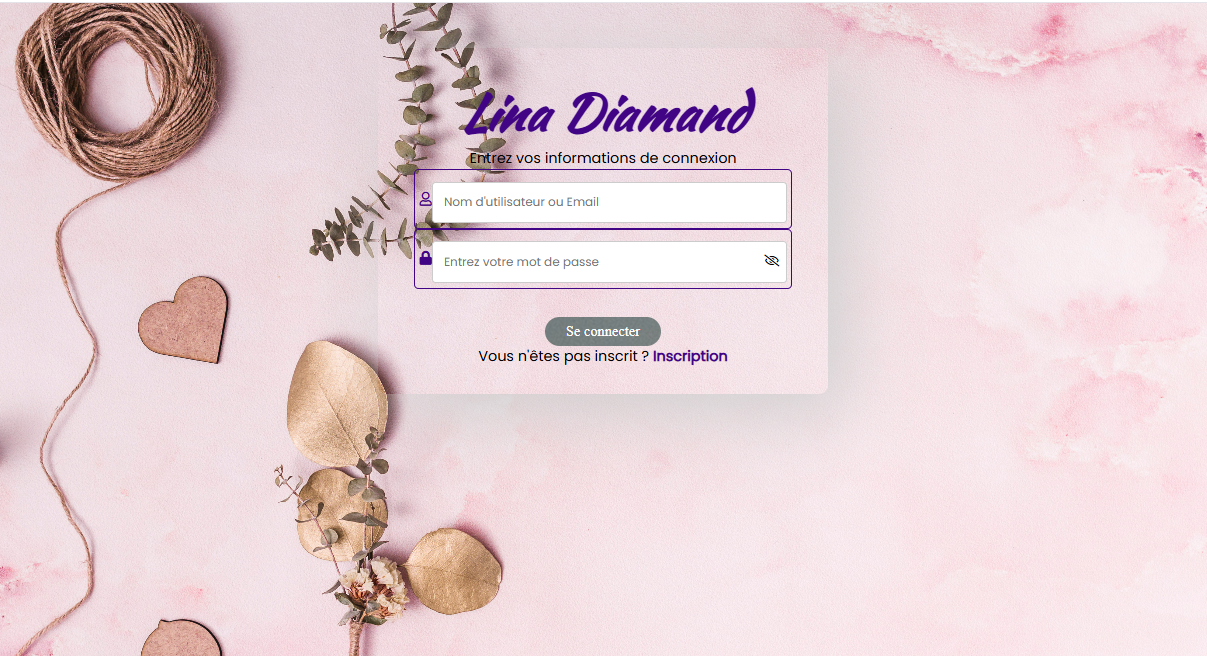 Lina Diamand
Entrez vos informations de connexion
Nom d'utilisateur ou Email
Entrez votre mot de passe
Se connecter
Vous n'êtes pas inscrit ? Inscription